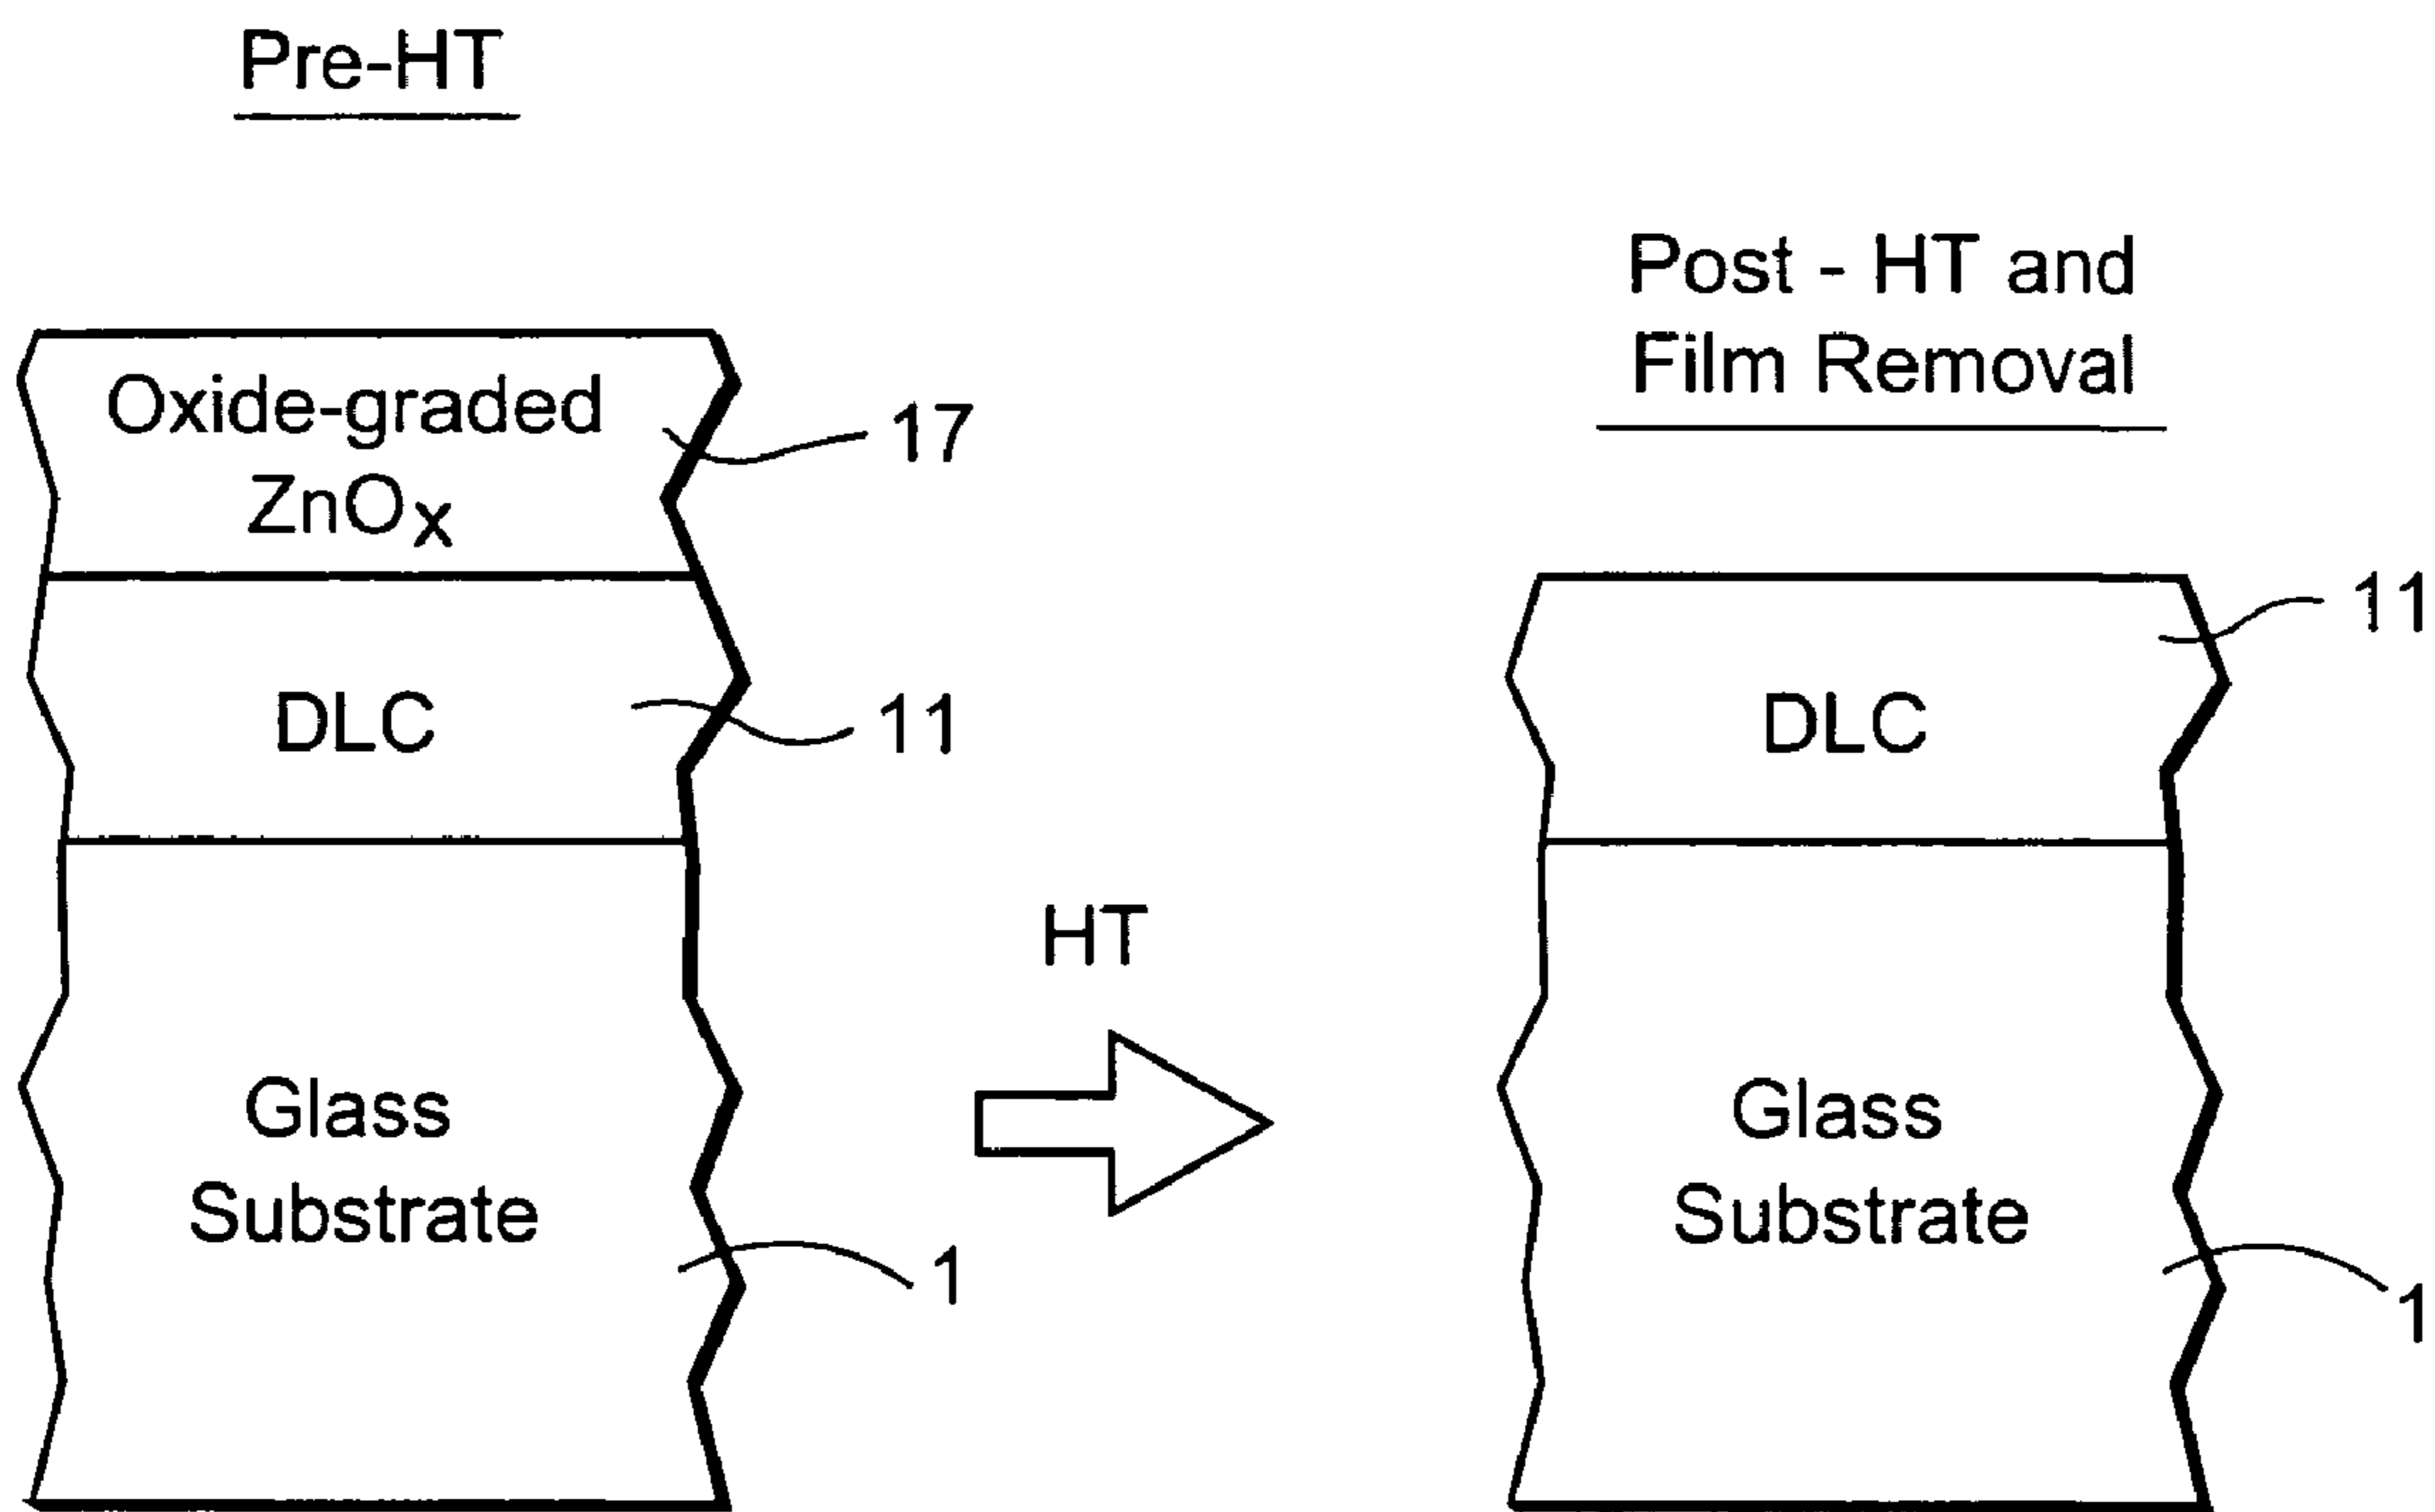 Pre-HT
Oxide-graded
ZnOx
17
DLC
11
Glass
Substrate
1
HT
Post - HT and
Film Removal
11
DLC
Glass
Substrate
1